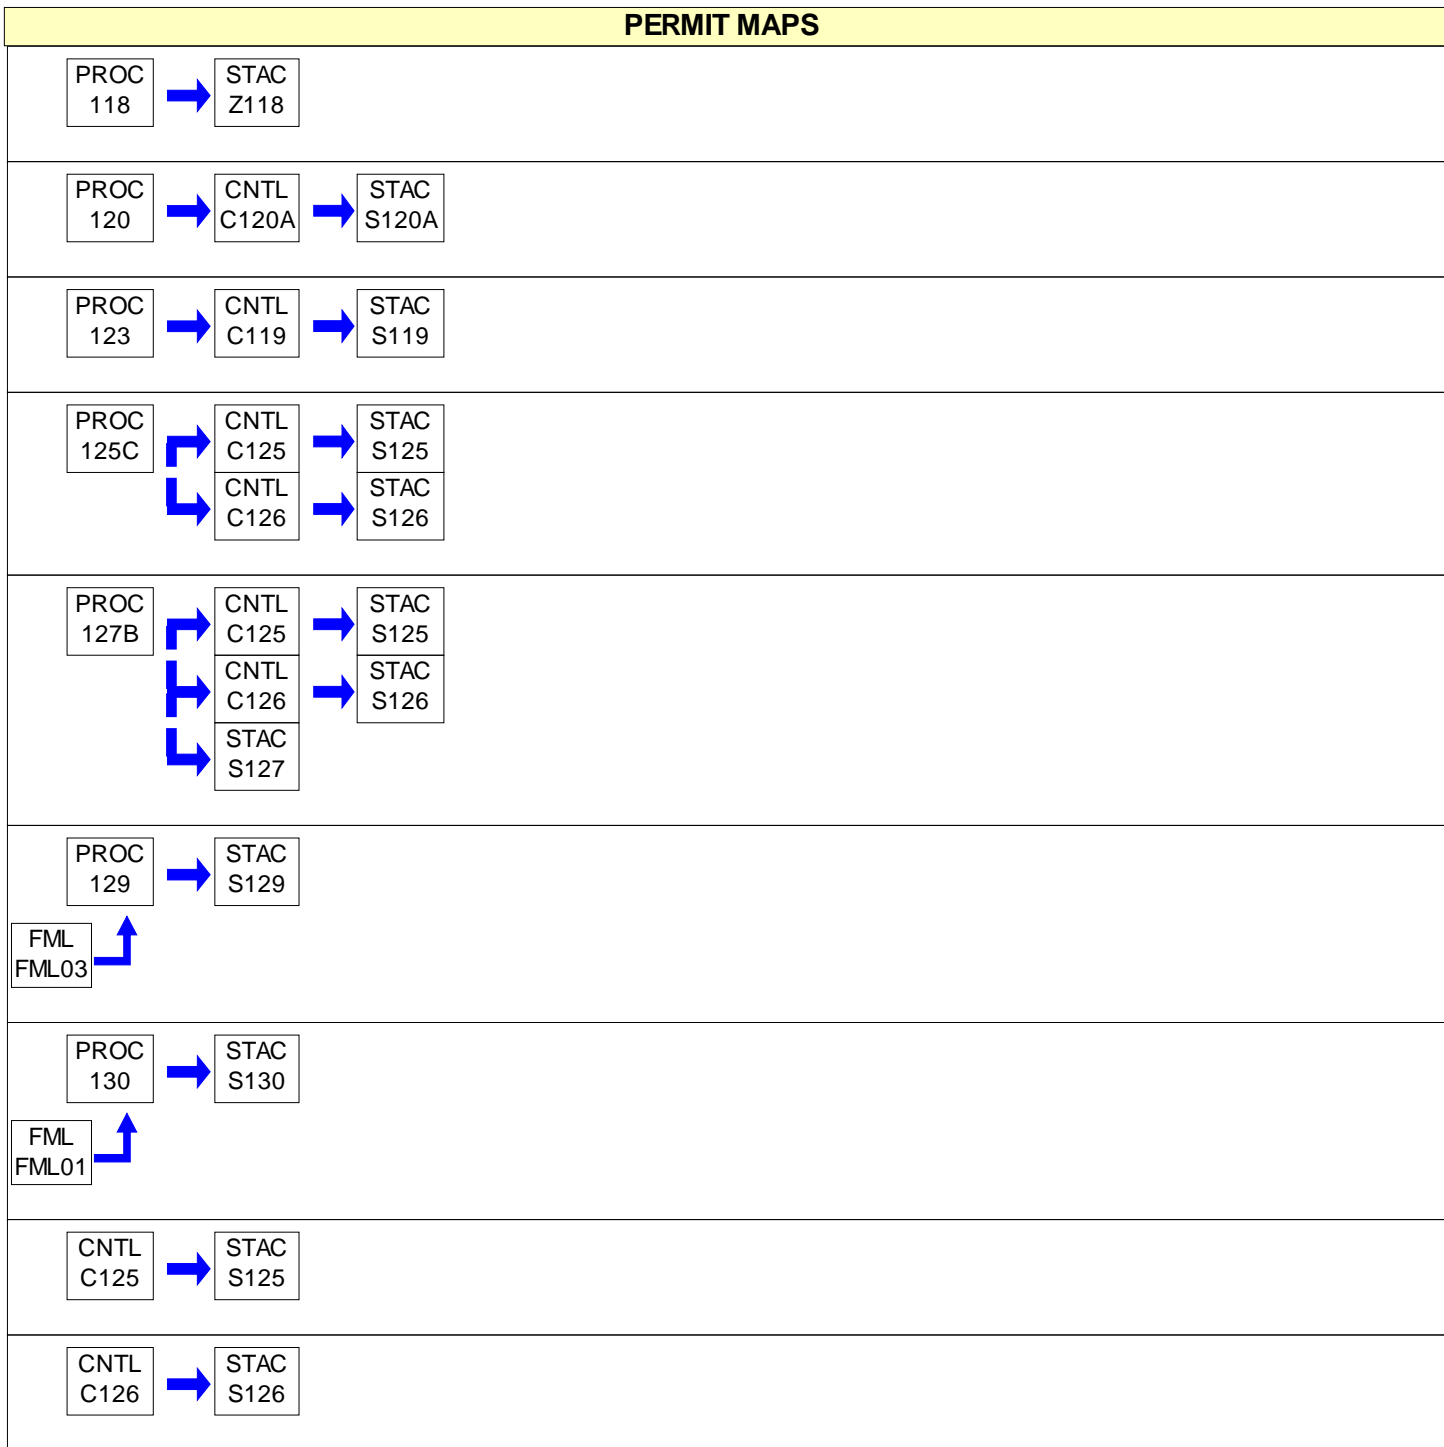 PERMIT MAPS
PROC
118
STAC
Z118
PROC
120
CNTL
C120A
STAC
S120A
PROC
123
CNTL
C119
STAC
S119
PROC
125C
CNTL
C125
STAC
S125
CNTL
C126
STAC
S126
PROC
127B
CNTL
C125
STAC
S125
CNTL
C126
STAC
S126
STAC
S127
PROC
129
STAC
S129
FML
FML03
PROC
130
STAC
S130
FML
FML01
CNTL
C125
STAC
S125
CNTL
C126
STAC
S126